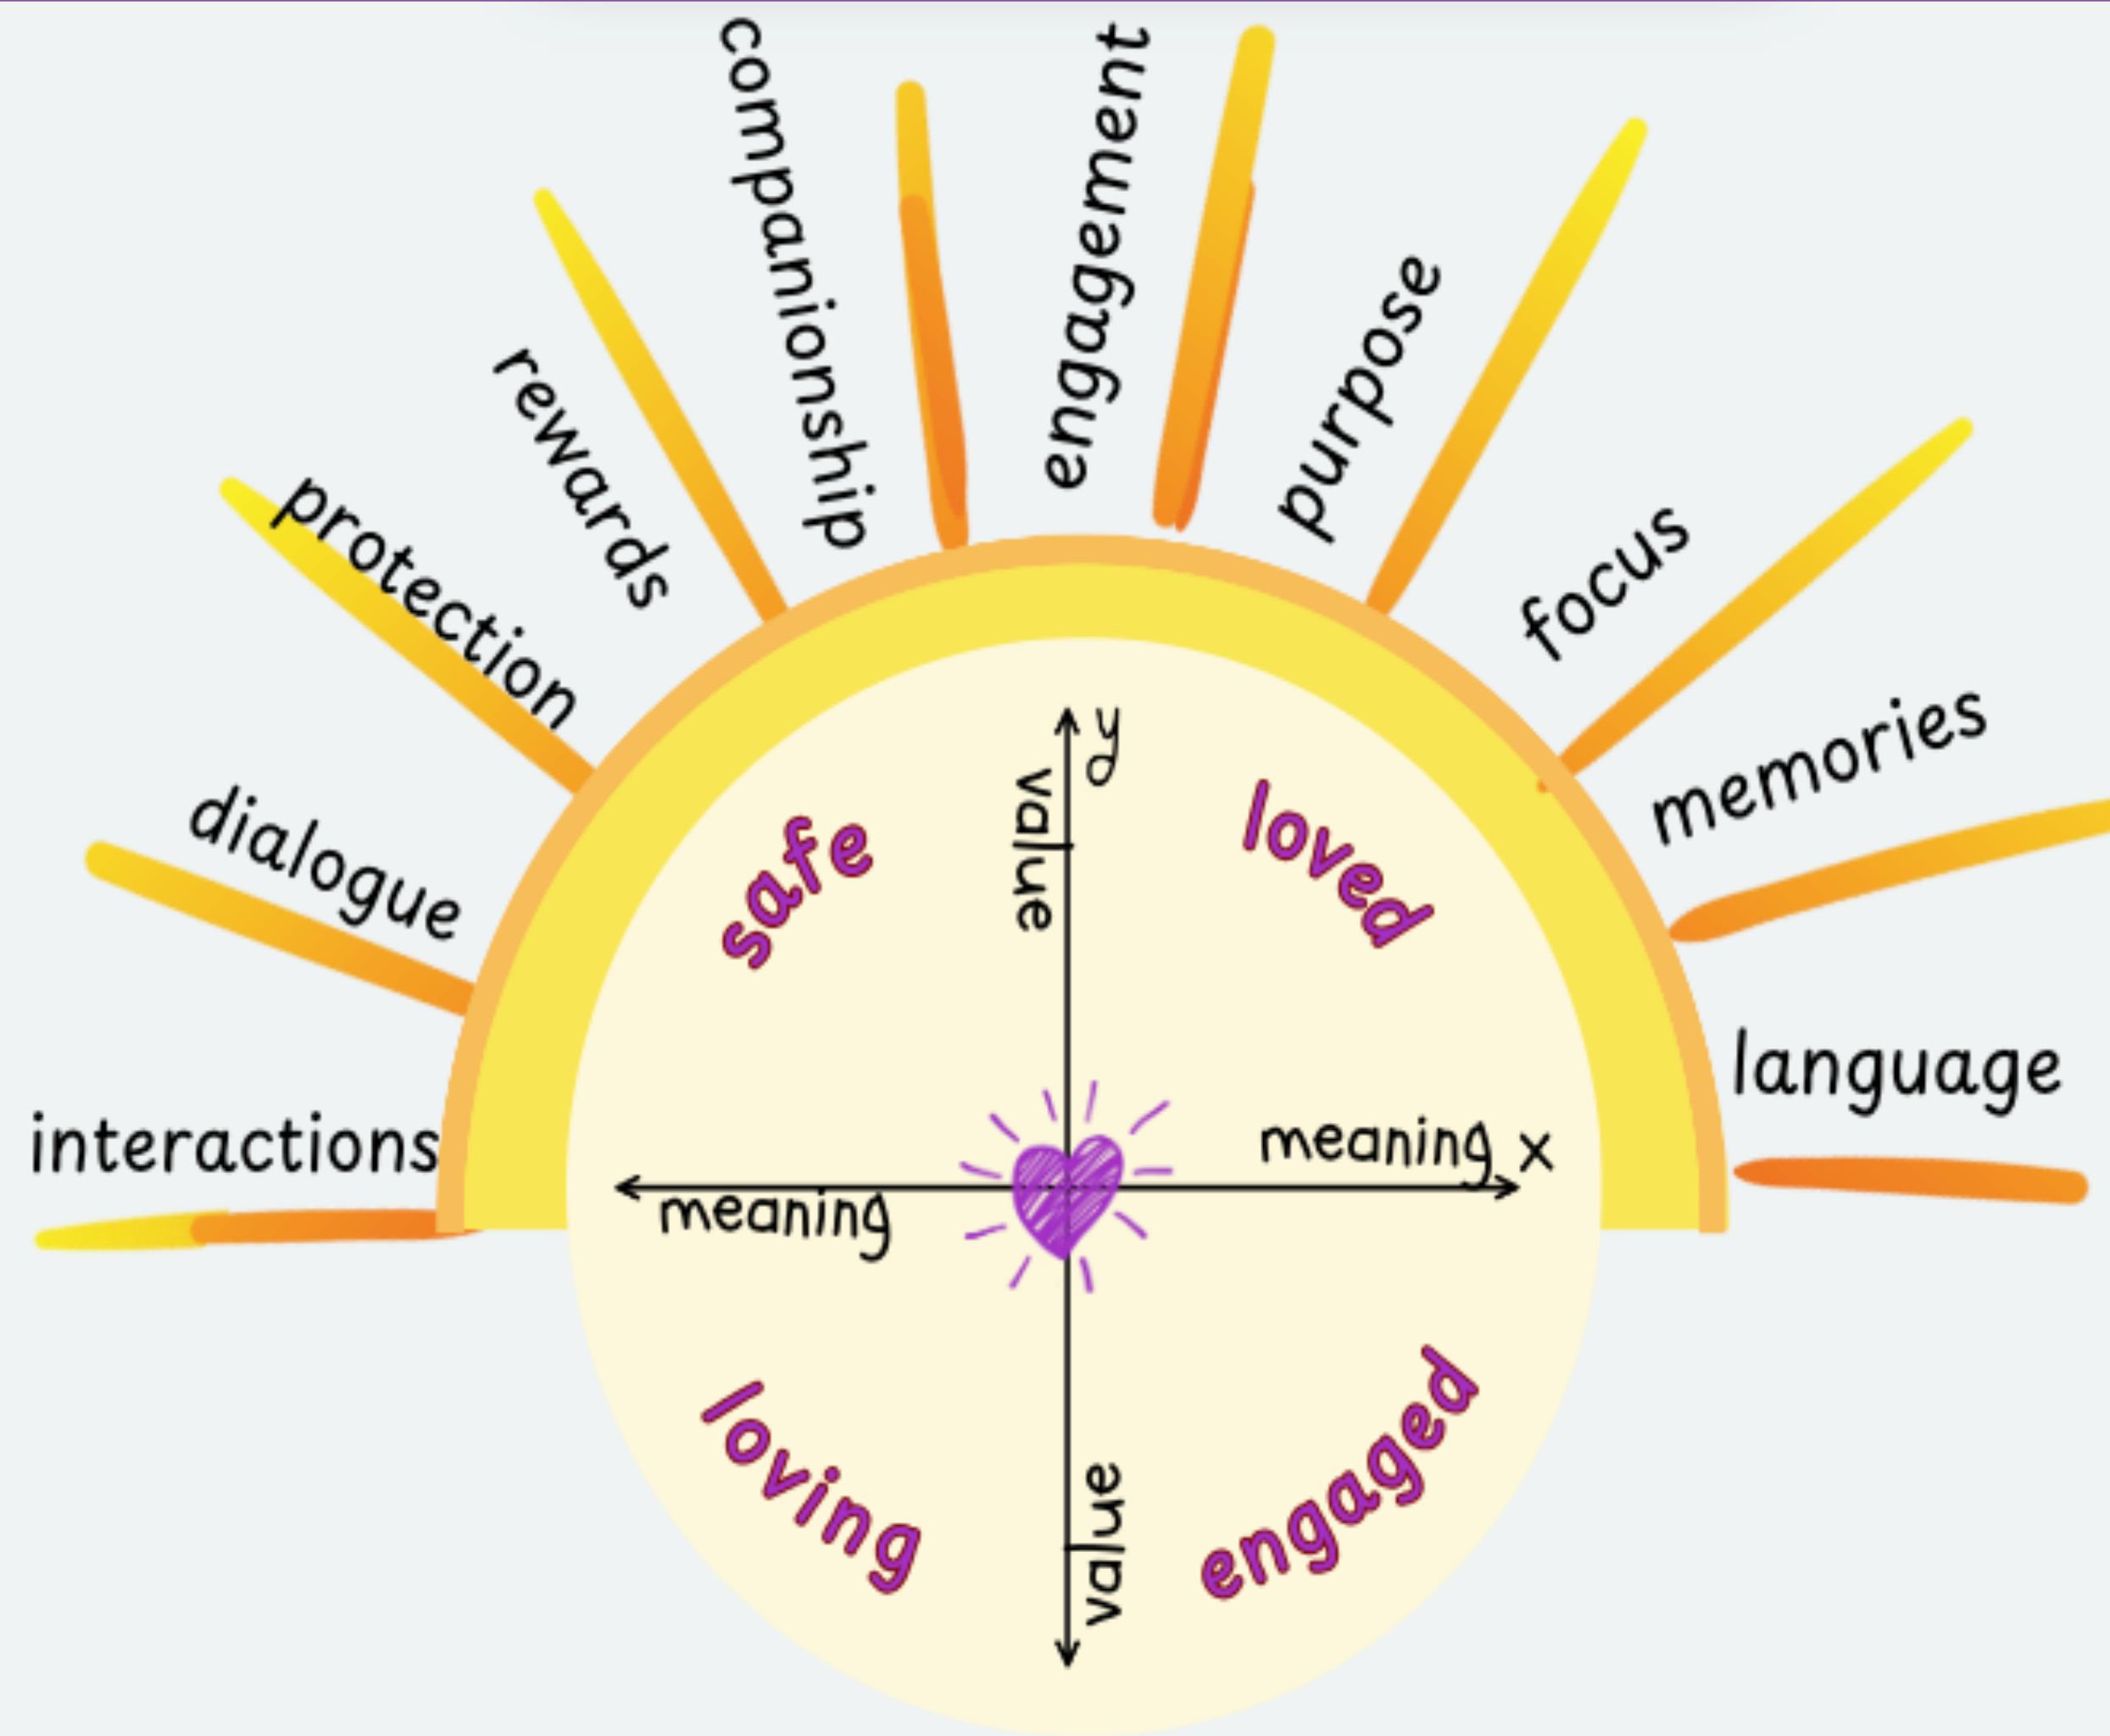 interactions
dialogue
protection
rewards
companionship
engagement
purpose
focus
memories
language
safe
loved
value
y
meaning x
meaning
loving
engaged
value